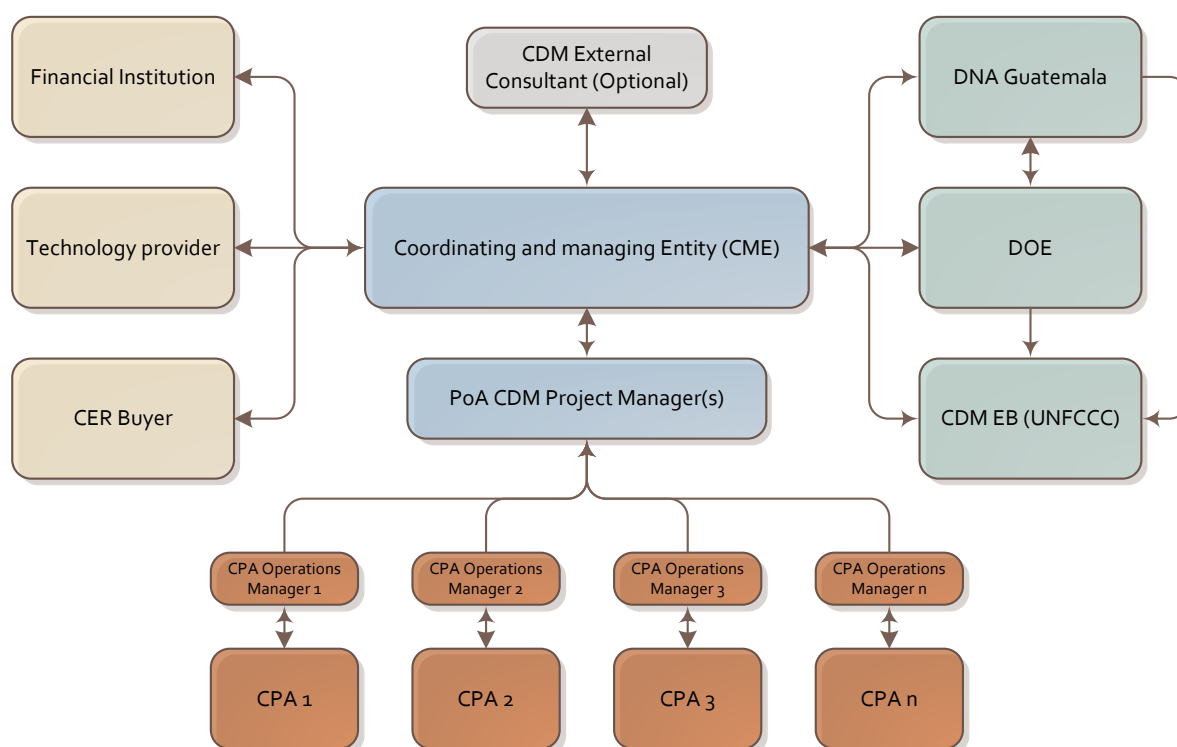 Financial Institution
CDM External
Consultant (Optional)
DNA Guatemala
Technology provider
Coordinating and managing Entity (CME)
DOE
CER Buyer
PoA CDM Project Manager(s)
CDM EB (UNFCCC)
CPA Operations
Manager 1
CPA Operations
Manager 2
CPA Operations
Manager 3
CPA Operations
Manager n
CPA 1
CPA 2
CPA 3
CPA n